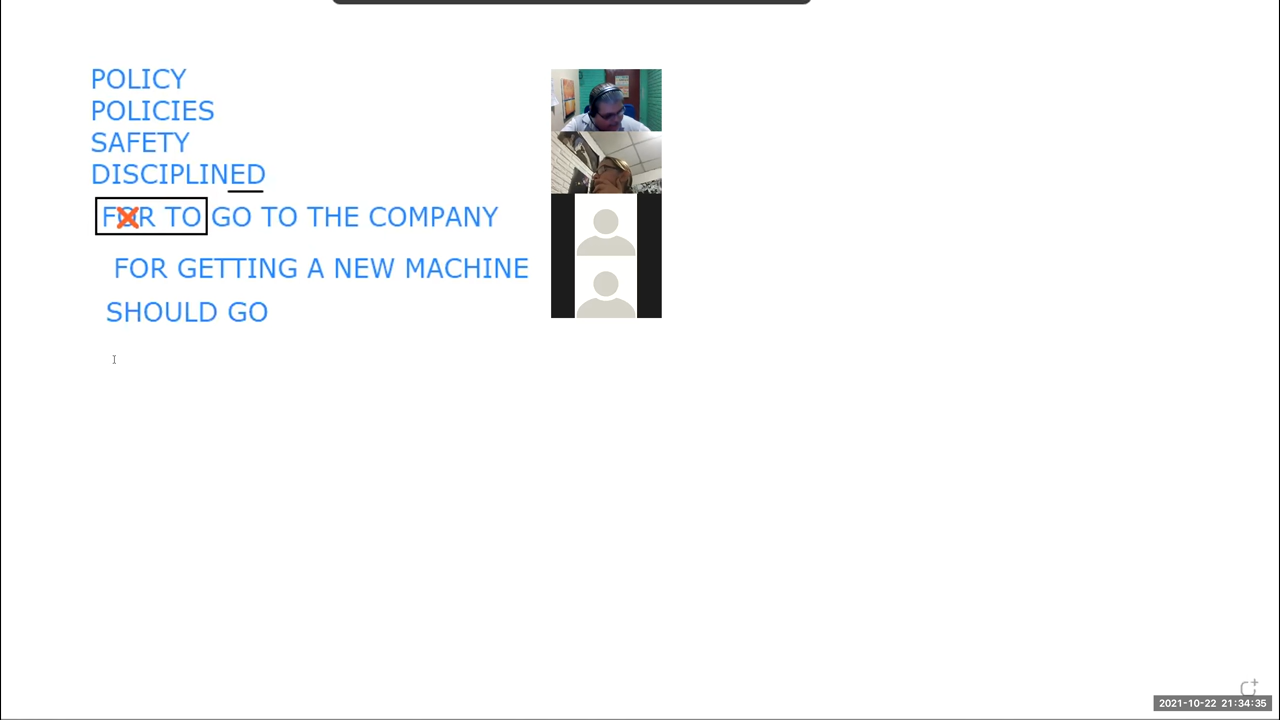 POLICY
POLICIES
SAFETY
DISCIPLINED
FOR TO GO TO THE COMPANY
FOR GETTING A NEW MACHINE
SHOULD GO
2021-10-22 21:34:35